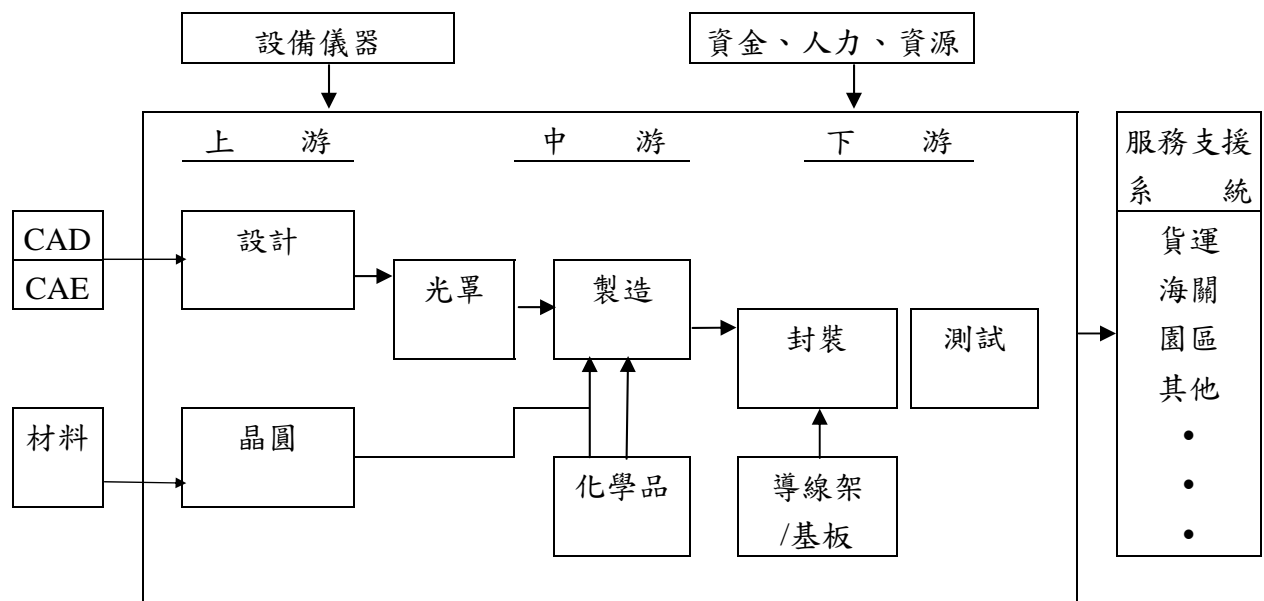 設備儀器
資金、人力、資源
上 游
中 游
下 游
服務支援
系 統
CAD
CAE
設計
光罩
製造
封裝
測試
貨運
海關
園區
其他
•
•
•
材料
晶圓
化學品
導線架
/基板